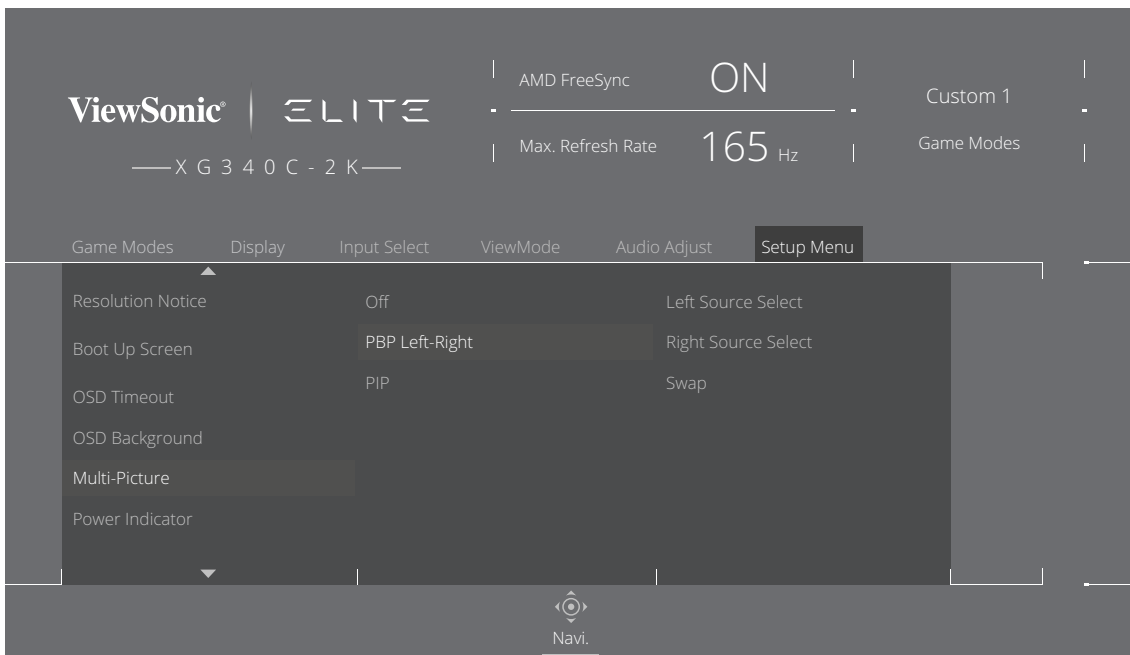 ViewSonic® ELITE
XG340C-2K
AMD FreeSync ON
Max. Refresh Rate 165 Hz
Custom 1
Game Modes
Game Modes Display Input Select ViewMode Audio Adjust Setup Menu
Resolution Notice Off Left Source Select
Boot Up Screen PBP Left-Right Right Source Select
OSD Timeout PIP Swap
OSD Background
Multi-Picture
Power Indicator
Navi.